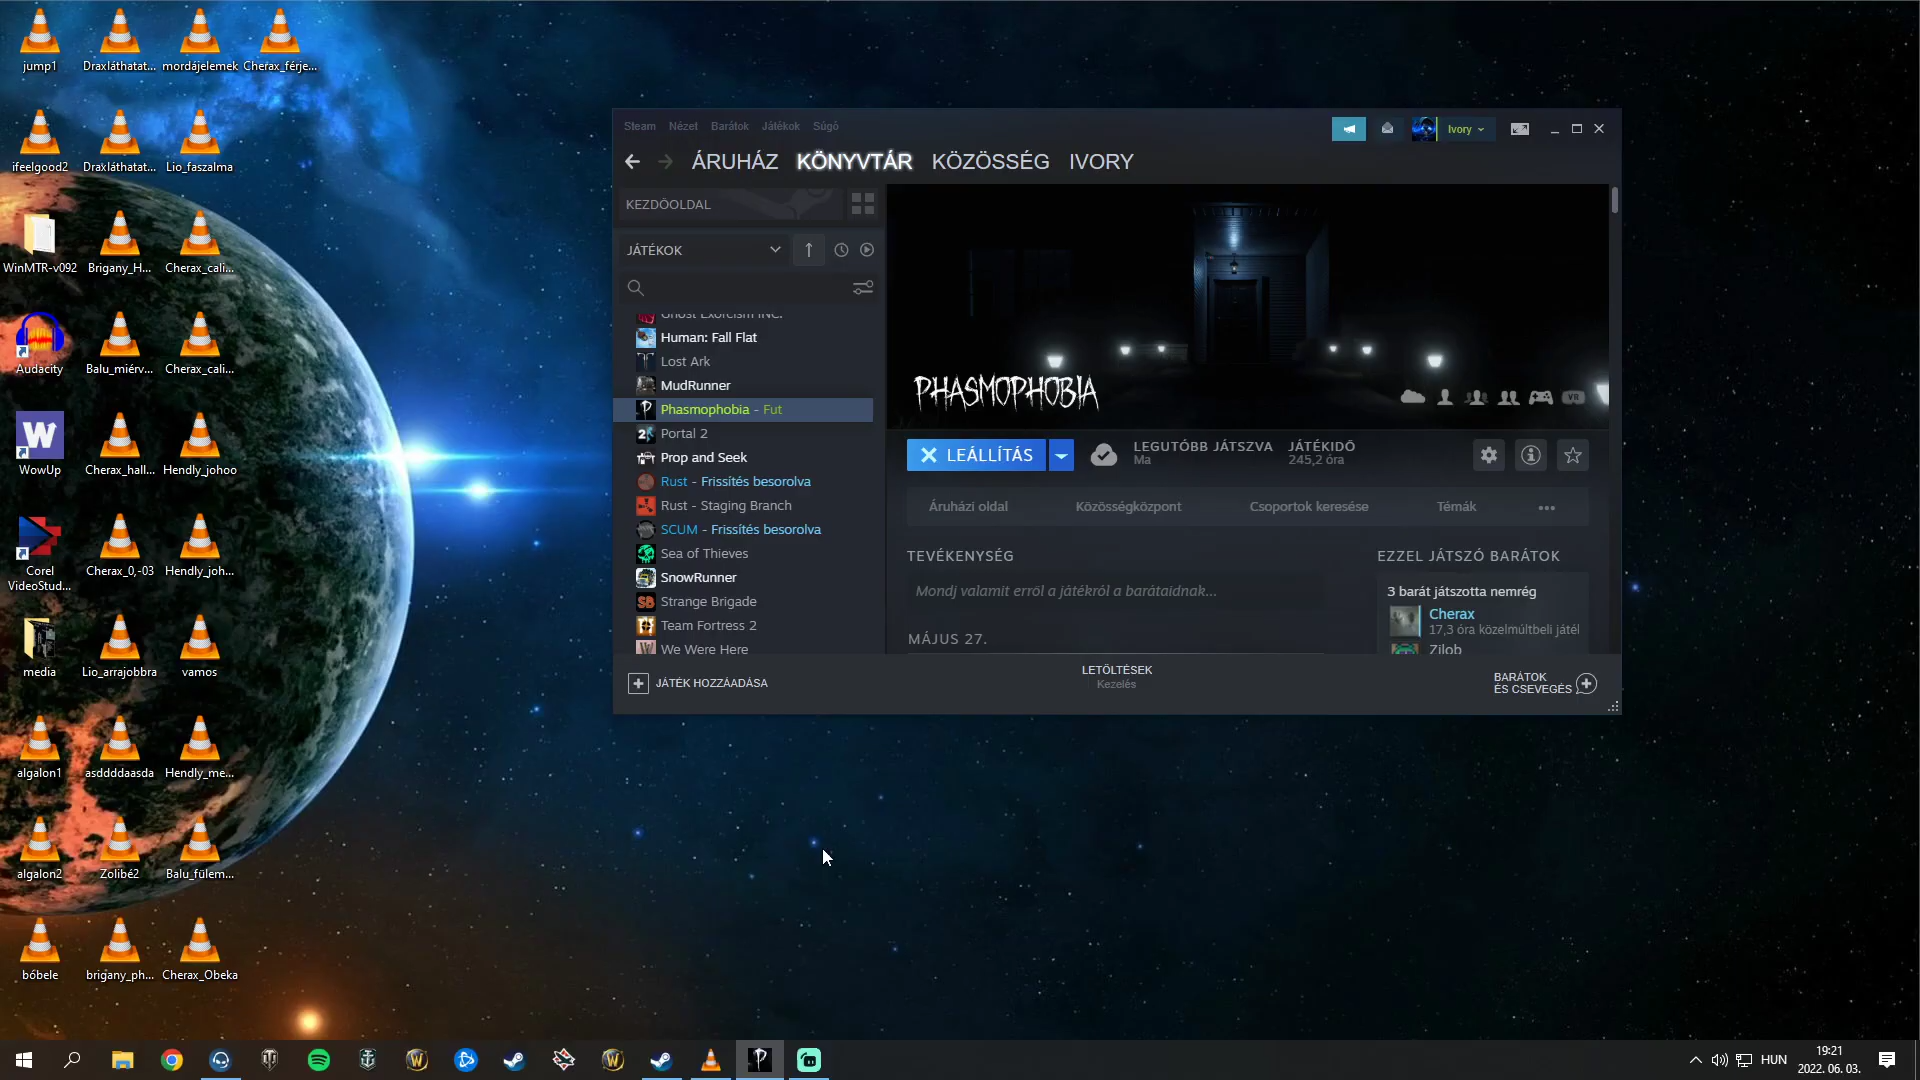 jump1
Draxláthatat...
mordájelemek
Cherax_férje...
ifeelgood2
Draxláthatat...
Lio_faszalma
WinMTR-v092
Brigany_H...
Cherax_cali...
Audacity
Balu_miérv...
Cherax_cali...
WowUp
Cherax_hall...
Hendly_johoo
Corel
VideoStud...
Cherax_0,-03
Hendly_joh...
media
Lio_arrajobbra
vamos
algalon1
asddddaasda
Hendly_me...
algalon2
Zolibé2
Balu_fülem...
bóbele
brigany_ph...
Cherax_Obeka
Steam Nézet Barátok Játékok Súgó
Ivory
ÁRUHÁZ KÖNYVTÁR KÖZÖSSÉG IVORY
KEZDŐOLDAL
JÁTÉKOK
Ghost Exorcism INC.
Human: Fall Flat
Lost Ark
MudRunner
Phasmophobia - Fut
Portal 2
Prop and Seek
Rust - Frissítés besorolva
Rust - Staging Branch
SCUM - Frissítés besorolva
Sea of Thieves
SnowRunner
Strange Brigade
Team Fortress 2
We Were Here
PHASMOPHOBIA
VR
LEÁLLÍTÁS
LEGUTÓBB JÁTSZVA
Ma
JÁTÉKIDŐ
245,2 óra
Áruházi oldal Közösségközpont Csoportok keresése Témák
TEVÉKENYSÉG
Mondj valamit erről a játékról a barátaidnak...
MÁJUS 27.
EZZEL JÁTSZÓ BARÁTOK
3 barát játszotta nemrég
Cherax
17,3 óra közelmúltbeli játél
Zilob
JÁTÉK HOZZÁADÁSA
LETÖLTÉSEK
Kezelés
BARÁTOK
ÉS CSEVEGÉS
HUN
19:21
2022. 06. 03.